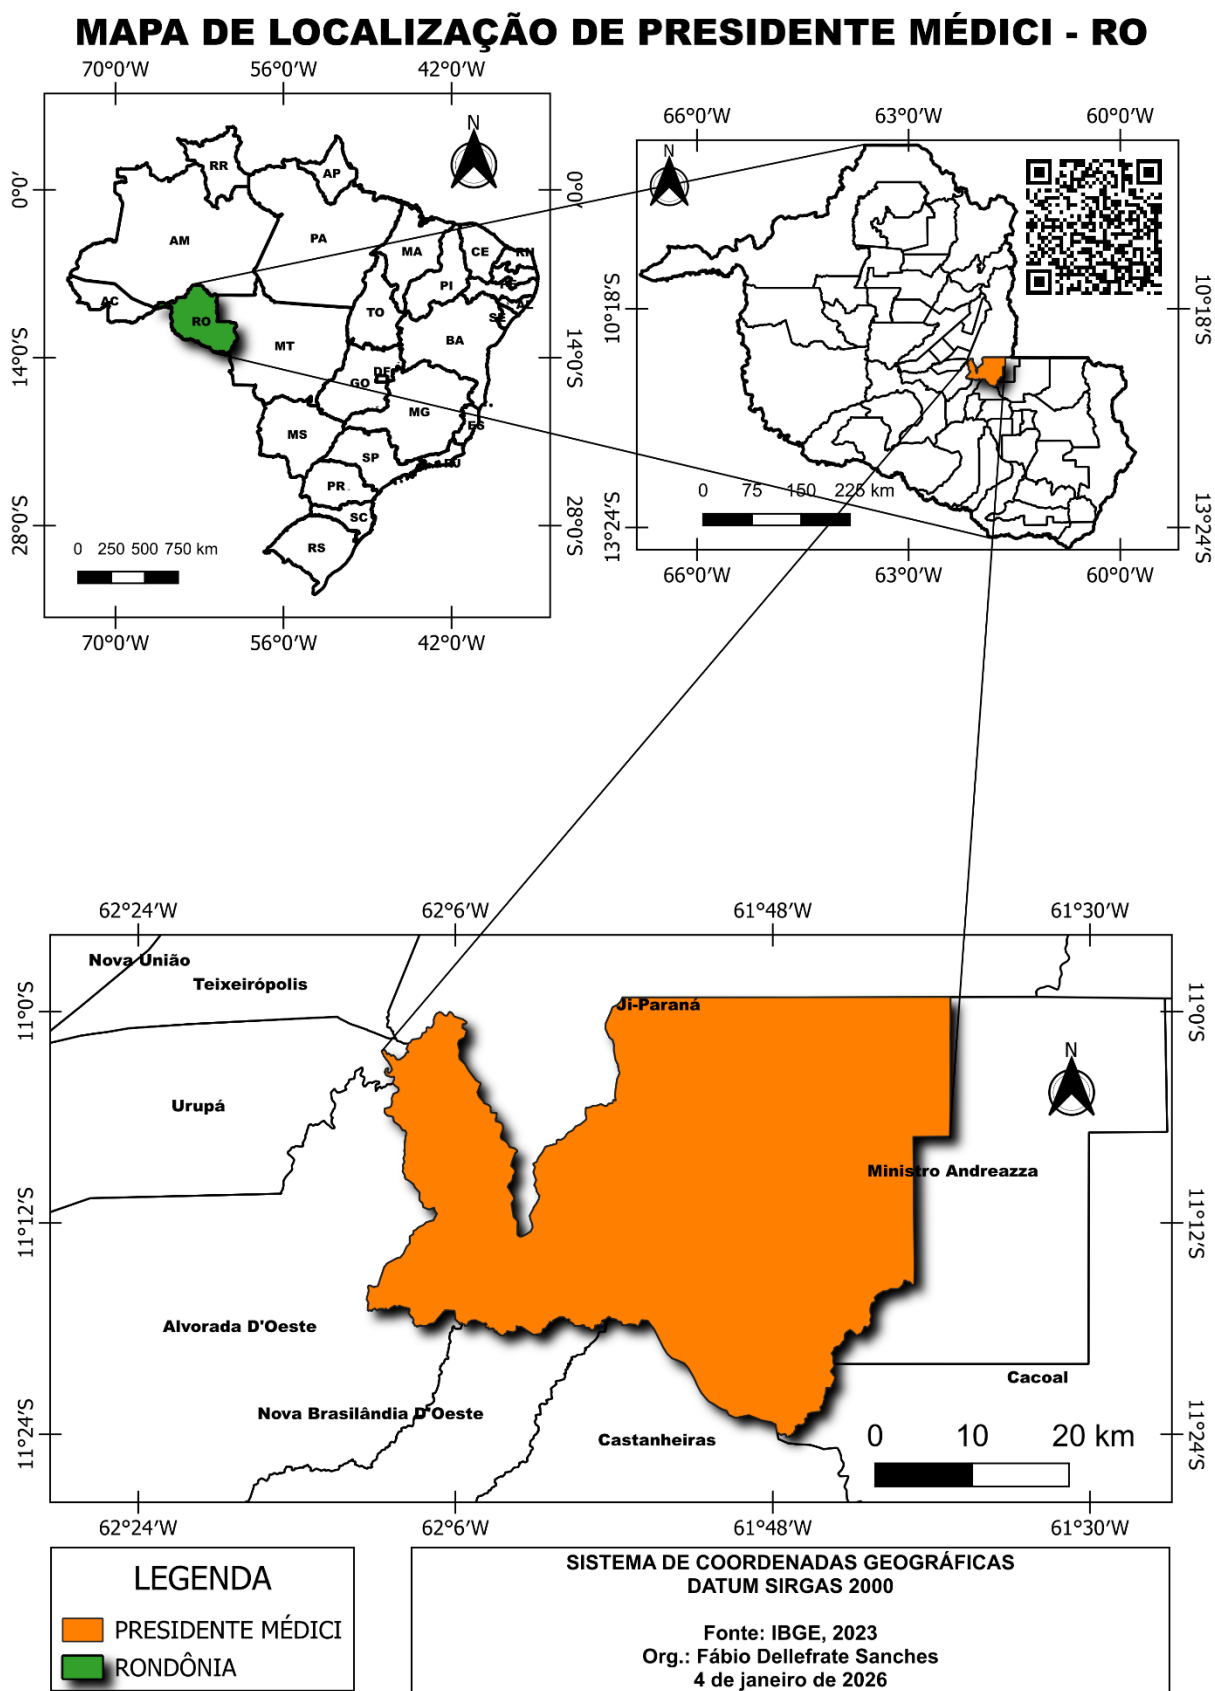 MAPA DE LOCALIZAÇÃO DE PRESIDENTE MÉDICI - RO
70°0'W 56°0'W 42°0'W
N
0°0' 0°0'
14°0'S 14°0'S
28°0'S 28°0'S
RR
AP
AM
PA
MA
CE
RN
PI
PE
AC
AL
SE
RO
TO
MT
BA
DF
GO
MG
ES
MS
SP
RJ
PR
SC
RS
0 250 500 750 km
70°0'W 56°0'W 42°0'W
66°0'W 63°0'W 60°0'W
N
10°18'S 10°18'S
13°24'S 13°24'S
0 75 150 225 km
66°0'W 63°0'W 60°0'W
62°24'W 62°6'W 61°48'W 61°30'W
11°0'S 11°0'S
11°12'S 11°12'S
11°24'S 11°24'S
Nova União
Teixeirópolis
Ji-Paraná
N
Urupá
Ministro Andreazza
Alvorada D'Oeste
Cacoal
Nova Brasilândia D'Oeste
Castanheiras
0 10 20 km
62°24'W 62°6'W 61°48'W 61°30'W
LEGENDA
PRESIDENTE MÉDICI
RONDÔNIA
SISTEMA DE COORDENADAS GEOGRÁFICAS
DATUM SIRGAS 2000
Fonte: IBGE, 2023
Org.: Fábio Dellefrate Sanches
4 de janeiro de 2026